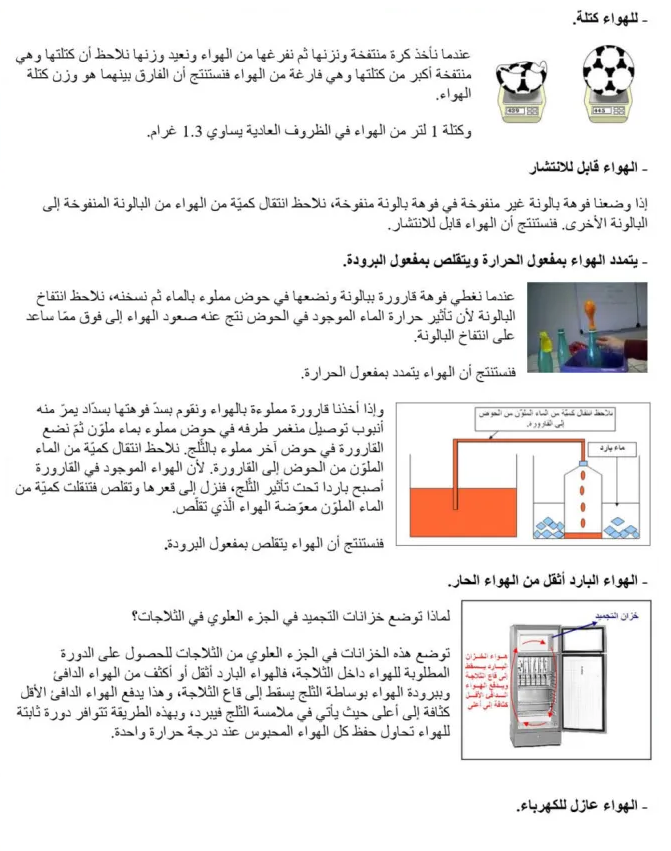 - للهواء كتلة.
عندما نأخذ كرة منتفخة ونزنها ثم نفرغها من الهواء ونعيد وزنها نلاحظ أن كتلتها وهي
منتفخة أكبر من كتلتها وهي فارغة من الهواء فنستنتج أن الفارق بينهما هو وزن كتلة
الهواء.
وكتلة 1 لتر من الهواء في الظروف العادية يساوي 1.3 غرام.
- الهواء قابل للانتشار
إذا وضعنا فوهة بالونة غير منفوخة في فوهة بالونة منفوخة، نلاحظ انتقال كميّة من الهواء من البالونة المنفوخة إلى
البالونة الأخرى. فنستنتج أن الهواء قابل للانتشار.
- يتمدد الهواء بمفعول الحرارة ويتقلص بمفعول البرودة.
عندما نغطي فوهة قارورة ببالونة ونضعها في حوض مملوء بالماء ثم نسخنه، نلاحظ انتفاخ
البالونة لأن تأثير حرارة الماء الموجود في الحوض نتج عنه صعود الهواء إلى فوق ممّا ساعد
على انتفاخ البالونة.
فنستنتج أن الهواء يتمدد بمفعول الحرارة.
وإذا أخذنا قارورة مملوءة بالهواء ونقوم بسدّ فوهتها بسدّاد يمرّ منه
أنبوب توصيل منغمر طرفه في حوض مملوء بماء ملوّن ثمّ نضع
القارورة في حوض آخر مملوء بالثّلج. نلاحظ انتقال كميّة من الماء
الملوّن من الحوض إلى القارورة. لأن الهواء الموجود في القارورة
أصبح باردا تحت تأثير الثّلج، فنزل إلى قعرها وتقلص فتنقلت كميّة من
الماء الملوّن معوّضة الهواء الّذي تقلّص.
فنستنتج أن الهواء يتقلص بمفعول البرودة.
نلاحظ انتقال كميّة من الماء الملوّن من الحوض
إلى القارورة.
ماء بارد
- الهواء البارد أثقل من الهواء الحار.
لماذا توضع خزانات التجميد في الجزء العلوي في الثلاجات؟
توضع هذه الخزانات في الجزء العلوي من الثلاجات للحصول على الدورة
المطلوبة للهواء داخل الثلاجة، فالهواء البارد أثقل أو أكثف من الهواء الدافئ
وببرودة الهواء بوساطة الثلج يسقط إلى قاع الثلاجة، وهذا يدفع الهواء الدافئ الأقل
كثافة إلى أعلى حيث يأتي في ملامسة الثلج فيبرد، وبهذه الطريقة تتوافر دورة ثابتة
للهواء تحاول حفظ كل الهواء المحبوس عند درجة حرارة واحدة.
خزان التجميد
هواء الخزان
البارد يسقط
إلى قاع الثلاجة
ويدفع الهواء
الدافئ الأقل
كثافة إلى أعلى
- الهواء عازل للكهرباء.